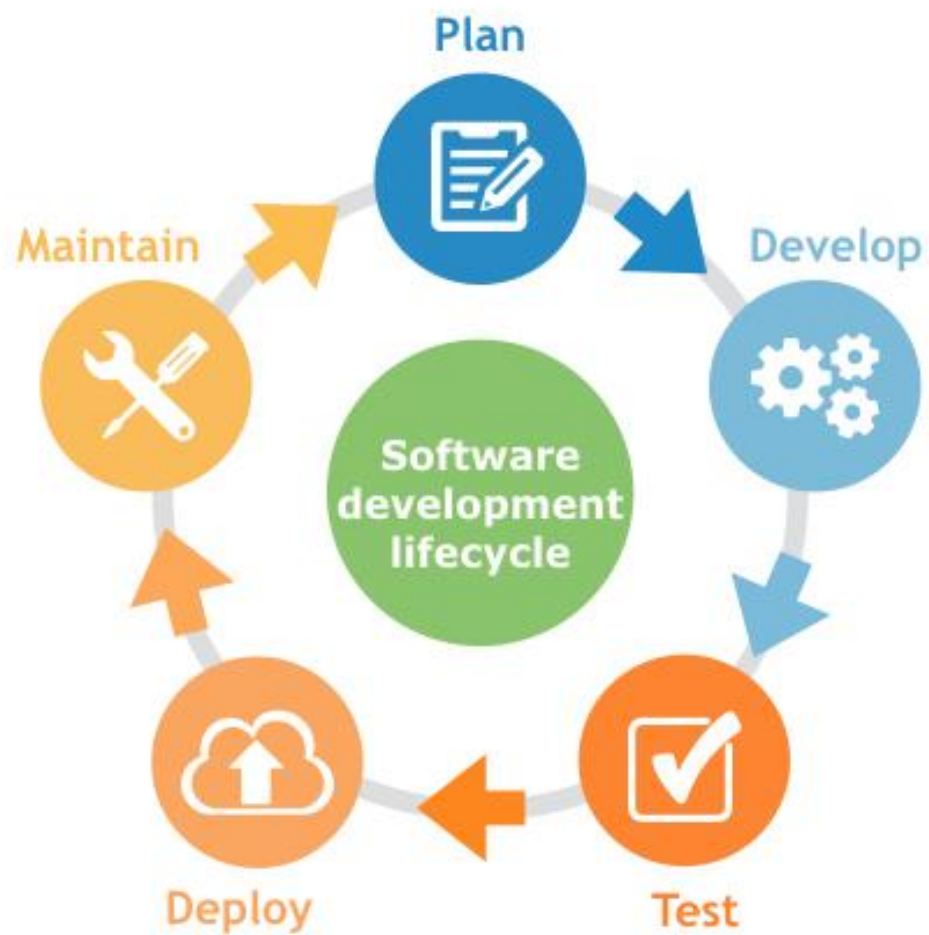 Plan
Develop
Test
Deploy
Maintain
Software
development
lifecycle